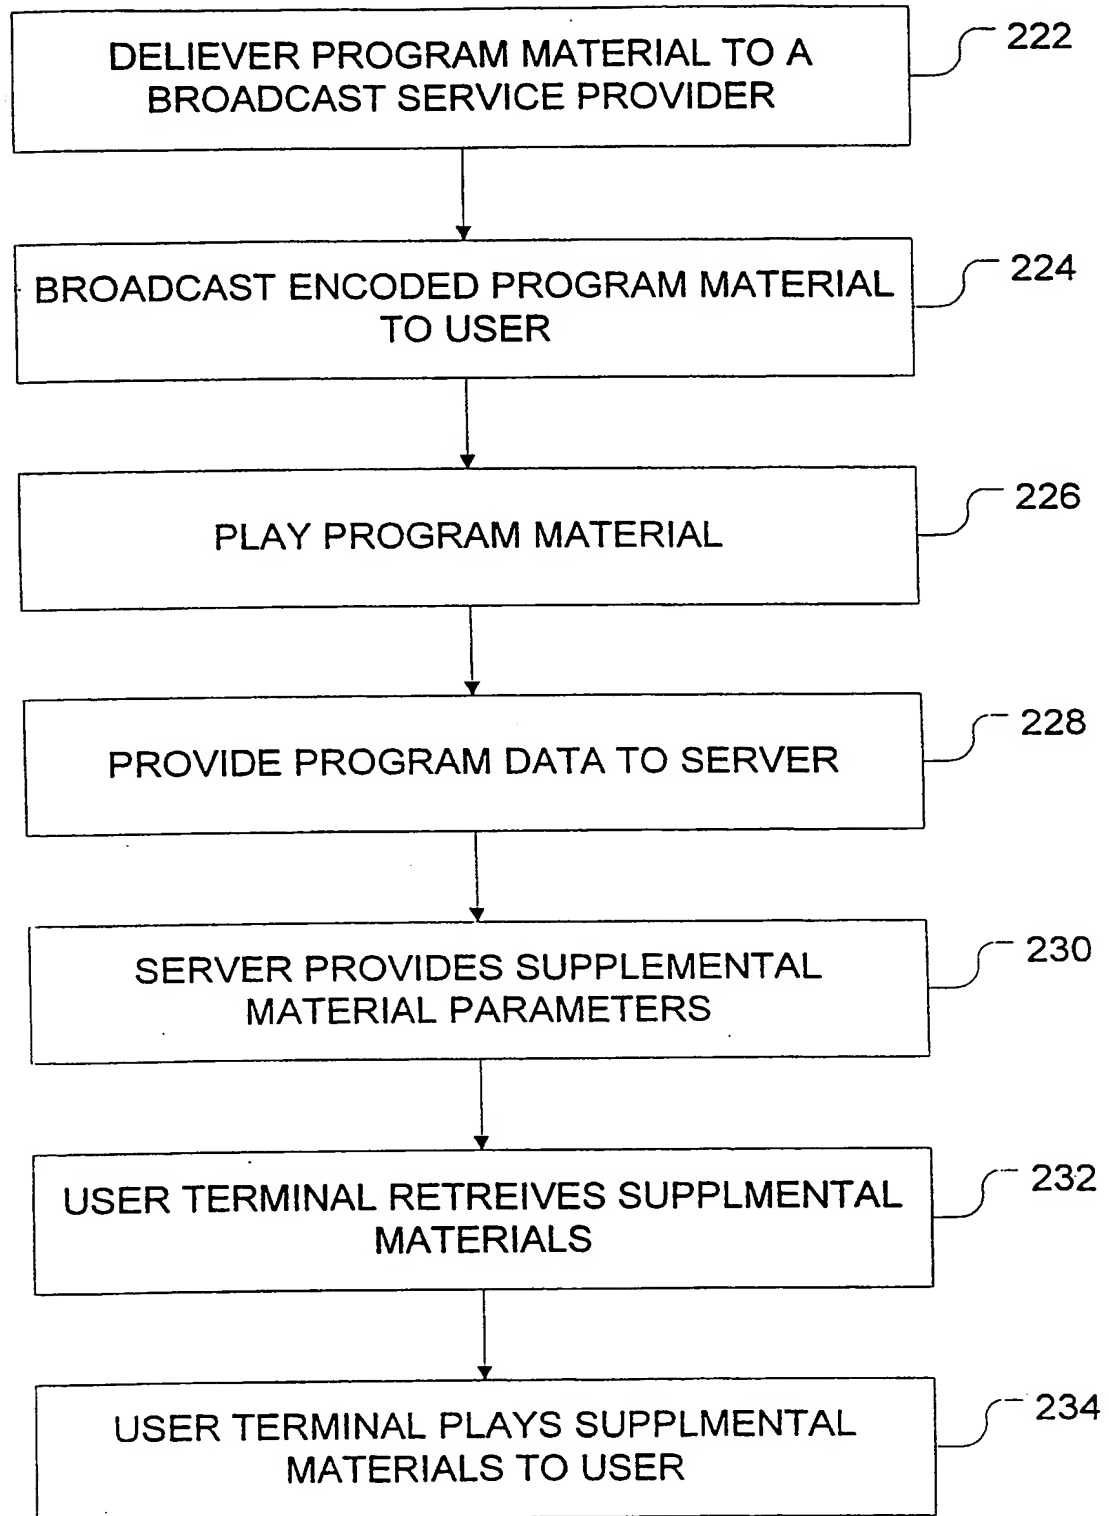 DELIEVER PROGRAM MATERIAL TO A
BROADCAST SERVICE PROVIDER
222
BROADCAST ENCODED PROGRAM MATERIAL
TO USER
224
PLAY PROGRAM MATERIAL
226
PROVIDE PROGRAM DATA TO SERVER
228
SERVER PROVIDES SUPPLEMENTAL
MATERIAL PARAMETERS
230
USER TERMINAL RETREIVES SUPPLMENTAL
MATERIALS
232
USER TERMINAL PLAYS SUPPLMENTAL
MATERIALS TO USER
234